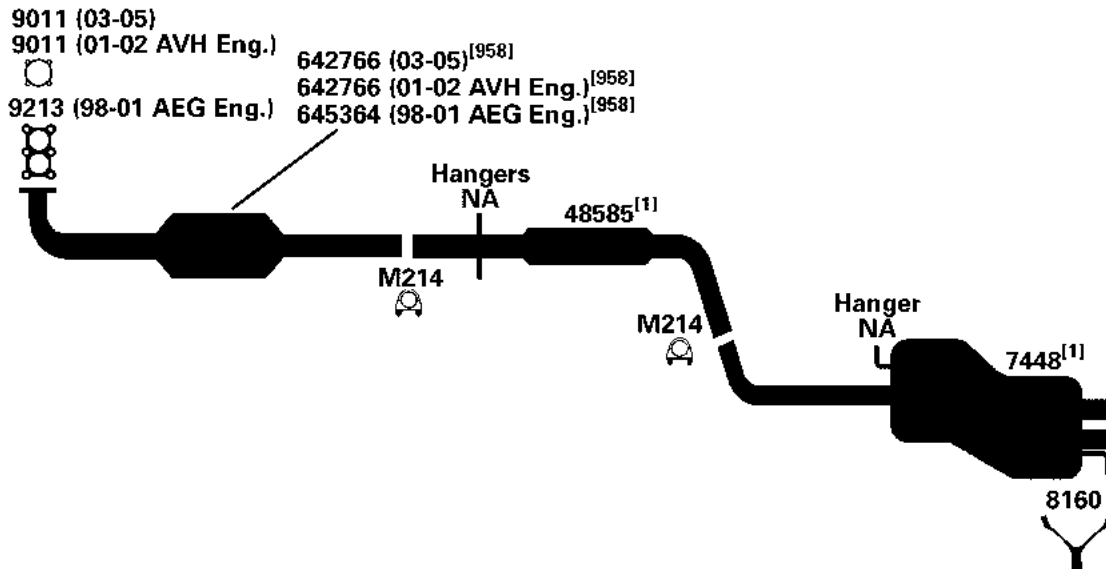 9011 (03-05)
9011 (01-02 AVH Eng.)
9213 (98-01 AEG Eng.)
642766 (03-05)[958]
642766 (01-02 AVH Eng.)[958]
645364 (98-01 AEG Eng.)[958]
Hangers
NA
48585[1]
M214
M214
Hanger
NA
7448[1]
8160